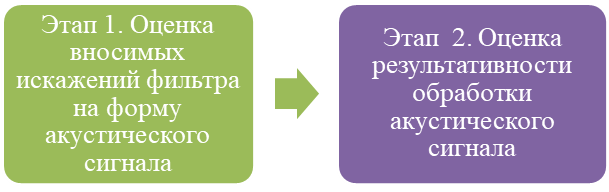 Этап 1. Оценка
вносимых
искажений фильтра
на форму
акустического
сигнала
Этап 2. Оценка
результативности
обработки
акустического
сигнала